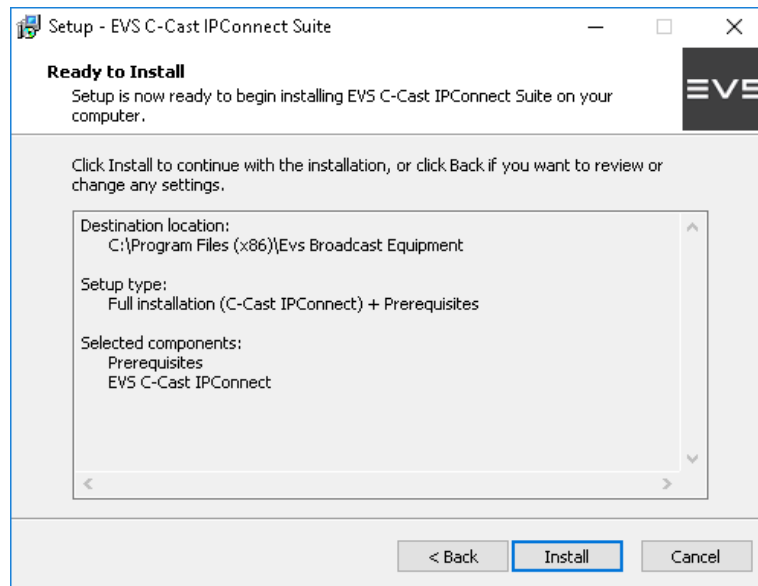 Setup - EVS C-Cast IPConnect Suite
Ready to Install
Setup is now ready to begin installing EVS C-Cast IPConnect Suite on your
computer.
EVS
Click Install to continue with the installation, or click Back if you want to review or
change any settings.
Destination location:
C:\Program Files (x86)\Evs Broadcast Equipment
Setup type:
Full installation (C-Cast IPConnect) + Prerequisites
Selected components:
Prerequisites
EVS C-Cast IPConnect
< Back
Install
Cancel